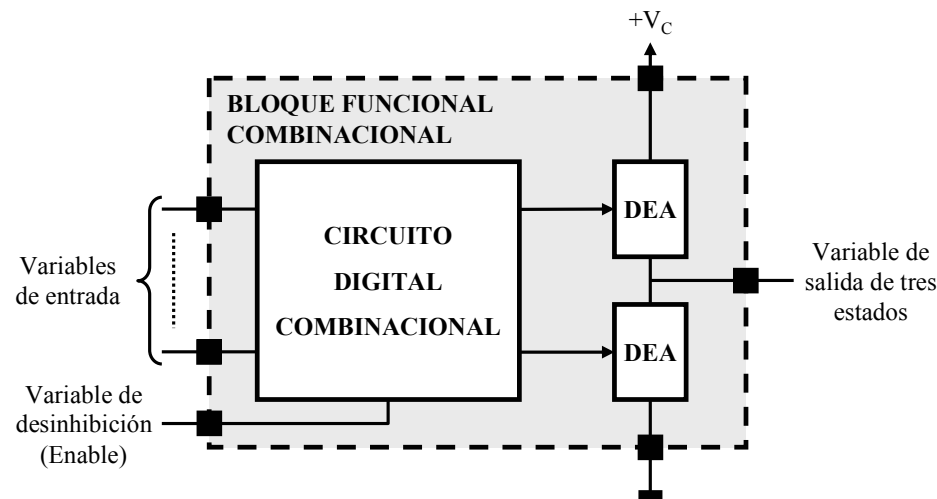 +V_C
BLOQUE FUNCIONAL
COMBINACIONAL
DEA
CIRCUITO
DIGITAL
COMBINACIONAL
Variables
de entrada
Variable de
salida de tres
estados
DEA
Variable de
desinhibición
(Enable)